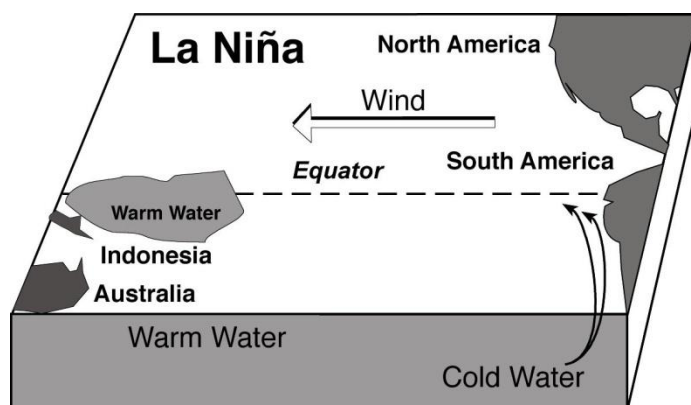 La Niña
North America
Wind
South America
Equator
Warm Water
Indonesia
Australia
Warm Water
Cold Water